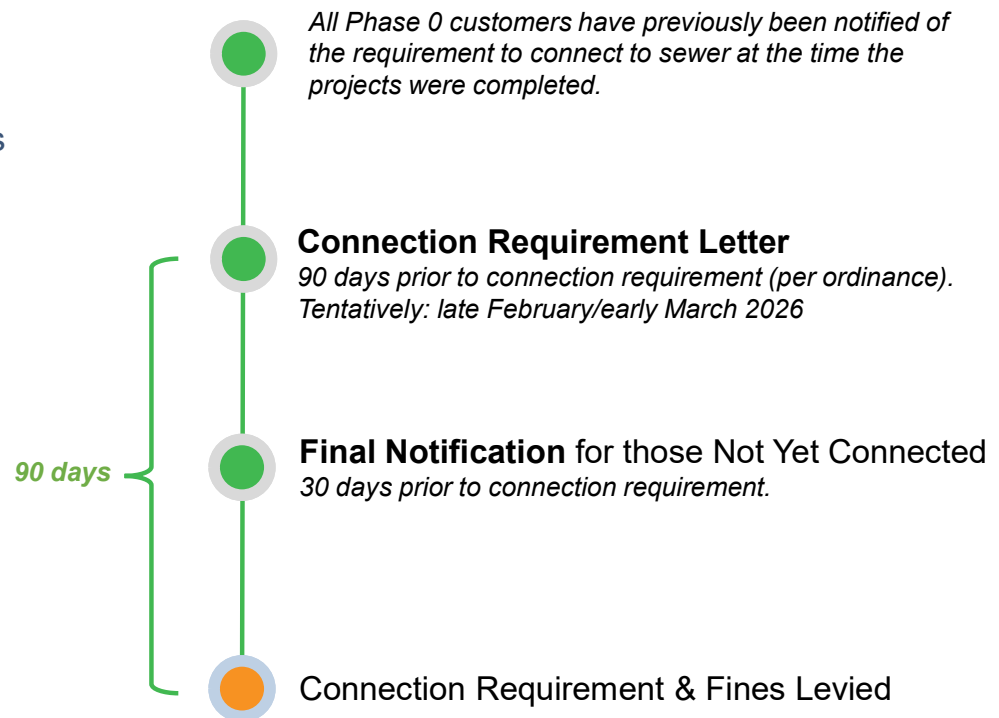 All Phase 0 customers have previously been notified of
the requirement to connect to sewer at the time the
projects were completed.
Connection Requirement Letter
90 days prior to connection requirement (per ordinance).
Tentatively: late February/early March 2026
Final Notification for those Not Yet Connected
30 days prior to connection requirement.
90 days
Connection Requirement & Fines Levied